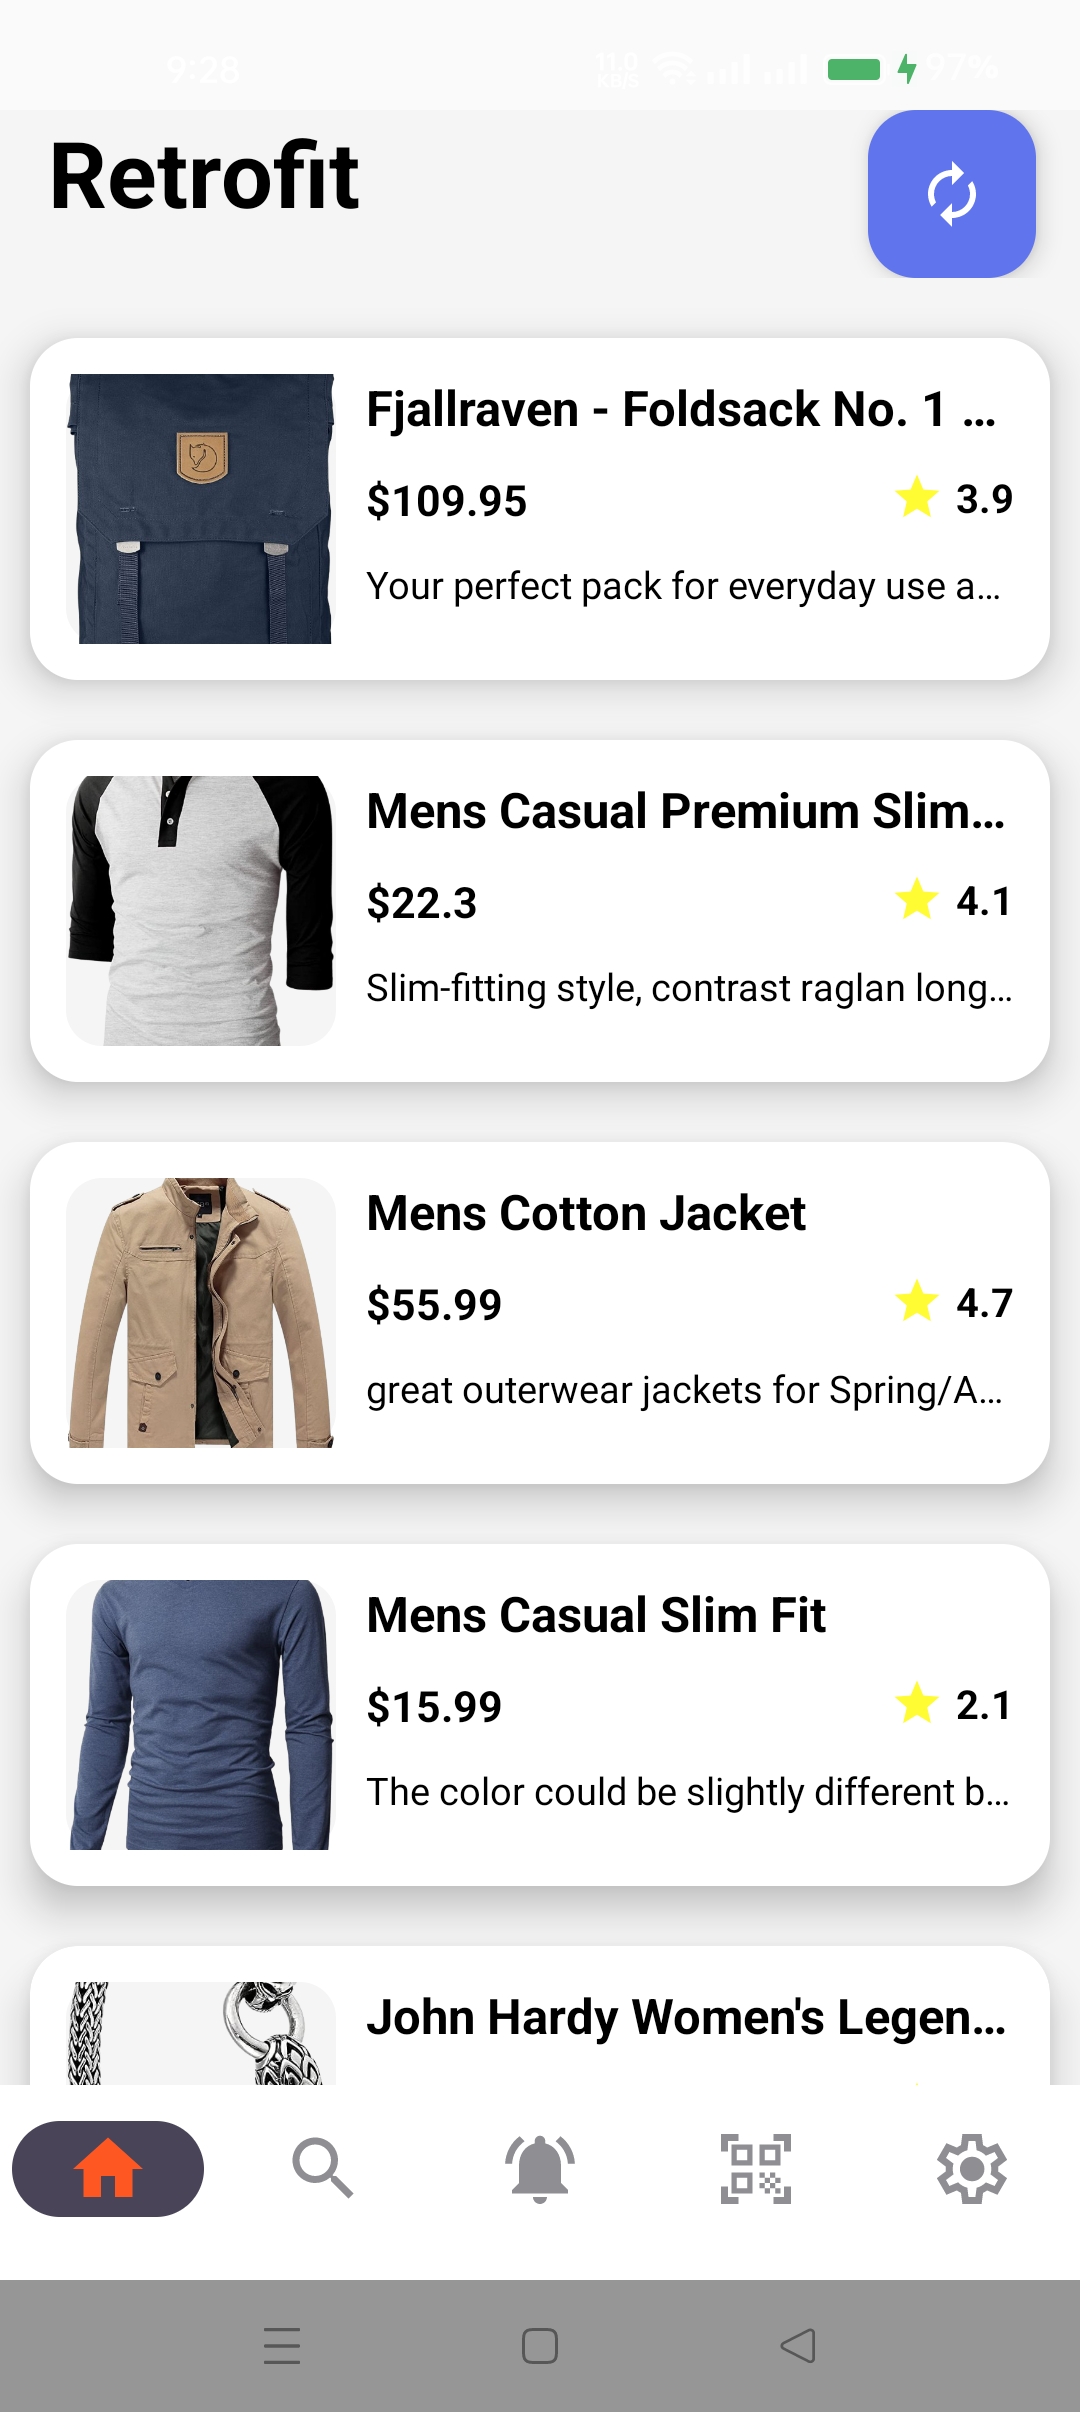 9:28
11.0
KB/S
97%
Retrofit
Fjallraven - Foldsack No. 1 ...
$109.95
3.9
Your perfect pack for everyday use a...
Mens Casual Premium Slim...
$22.3
4.1
Slim-fitting style, contrast raglan long...
Mens Cotton Jacket
$55.99
4.7
great outerwear jackets for Spring/A...
Mens Casual Slim Fit
$15.99
2.1
The color could be slightly different b...
John Hardy Women's Legen...